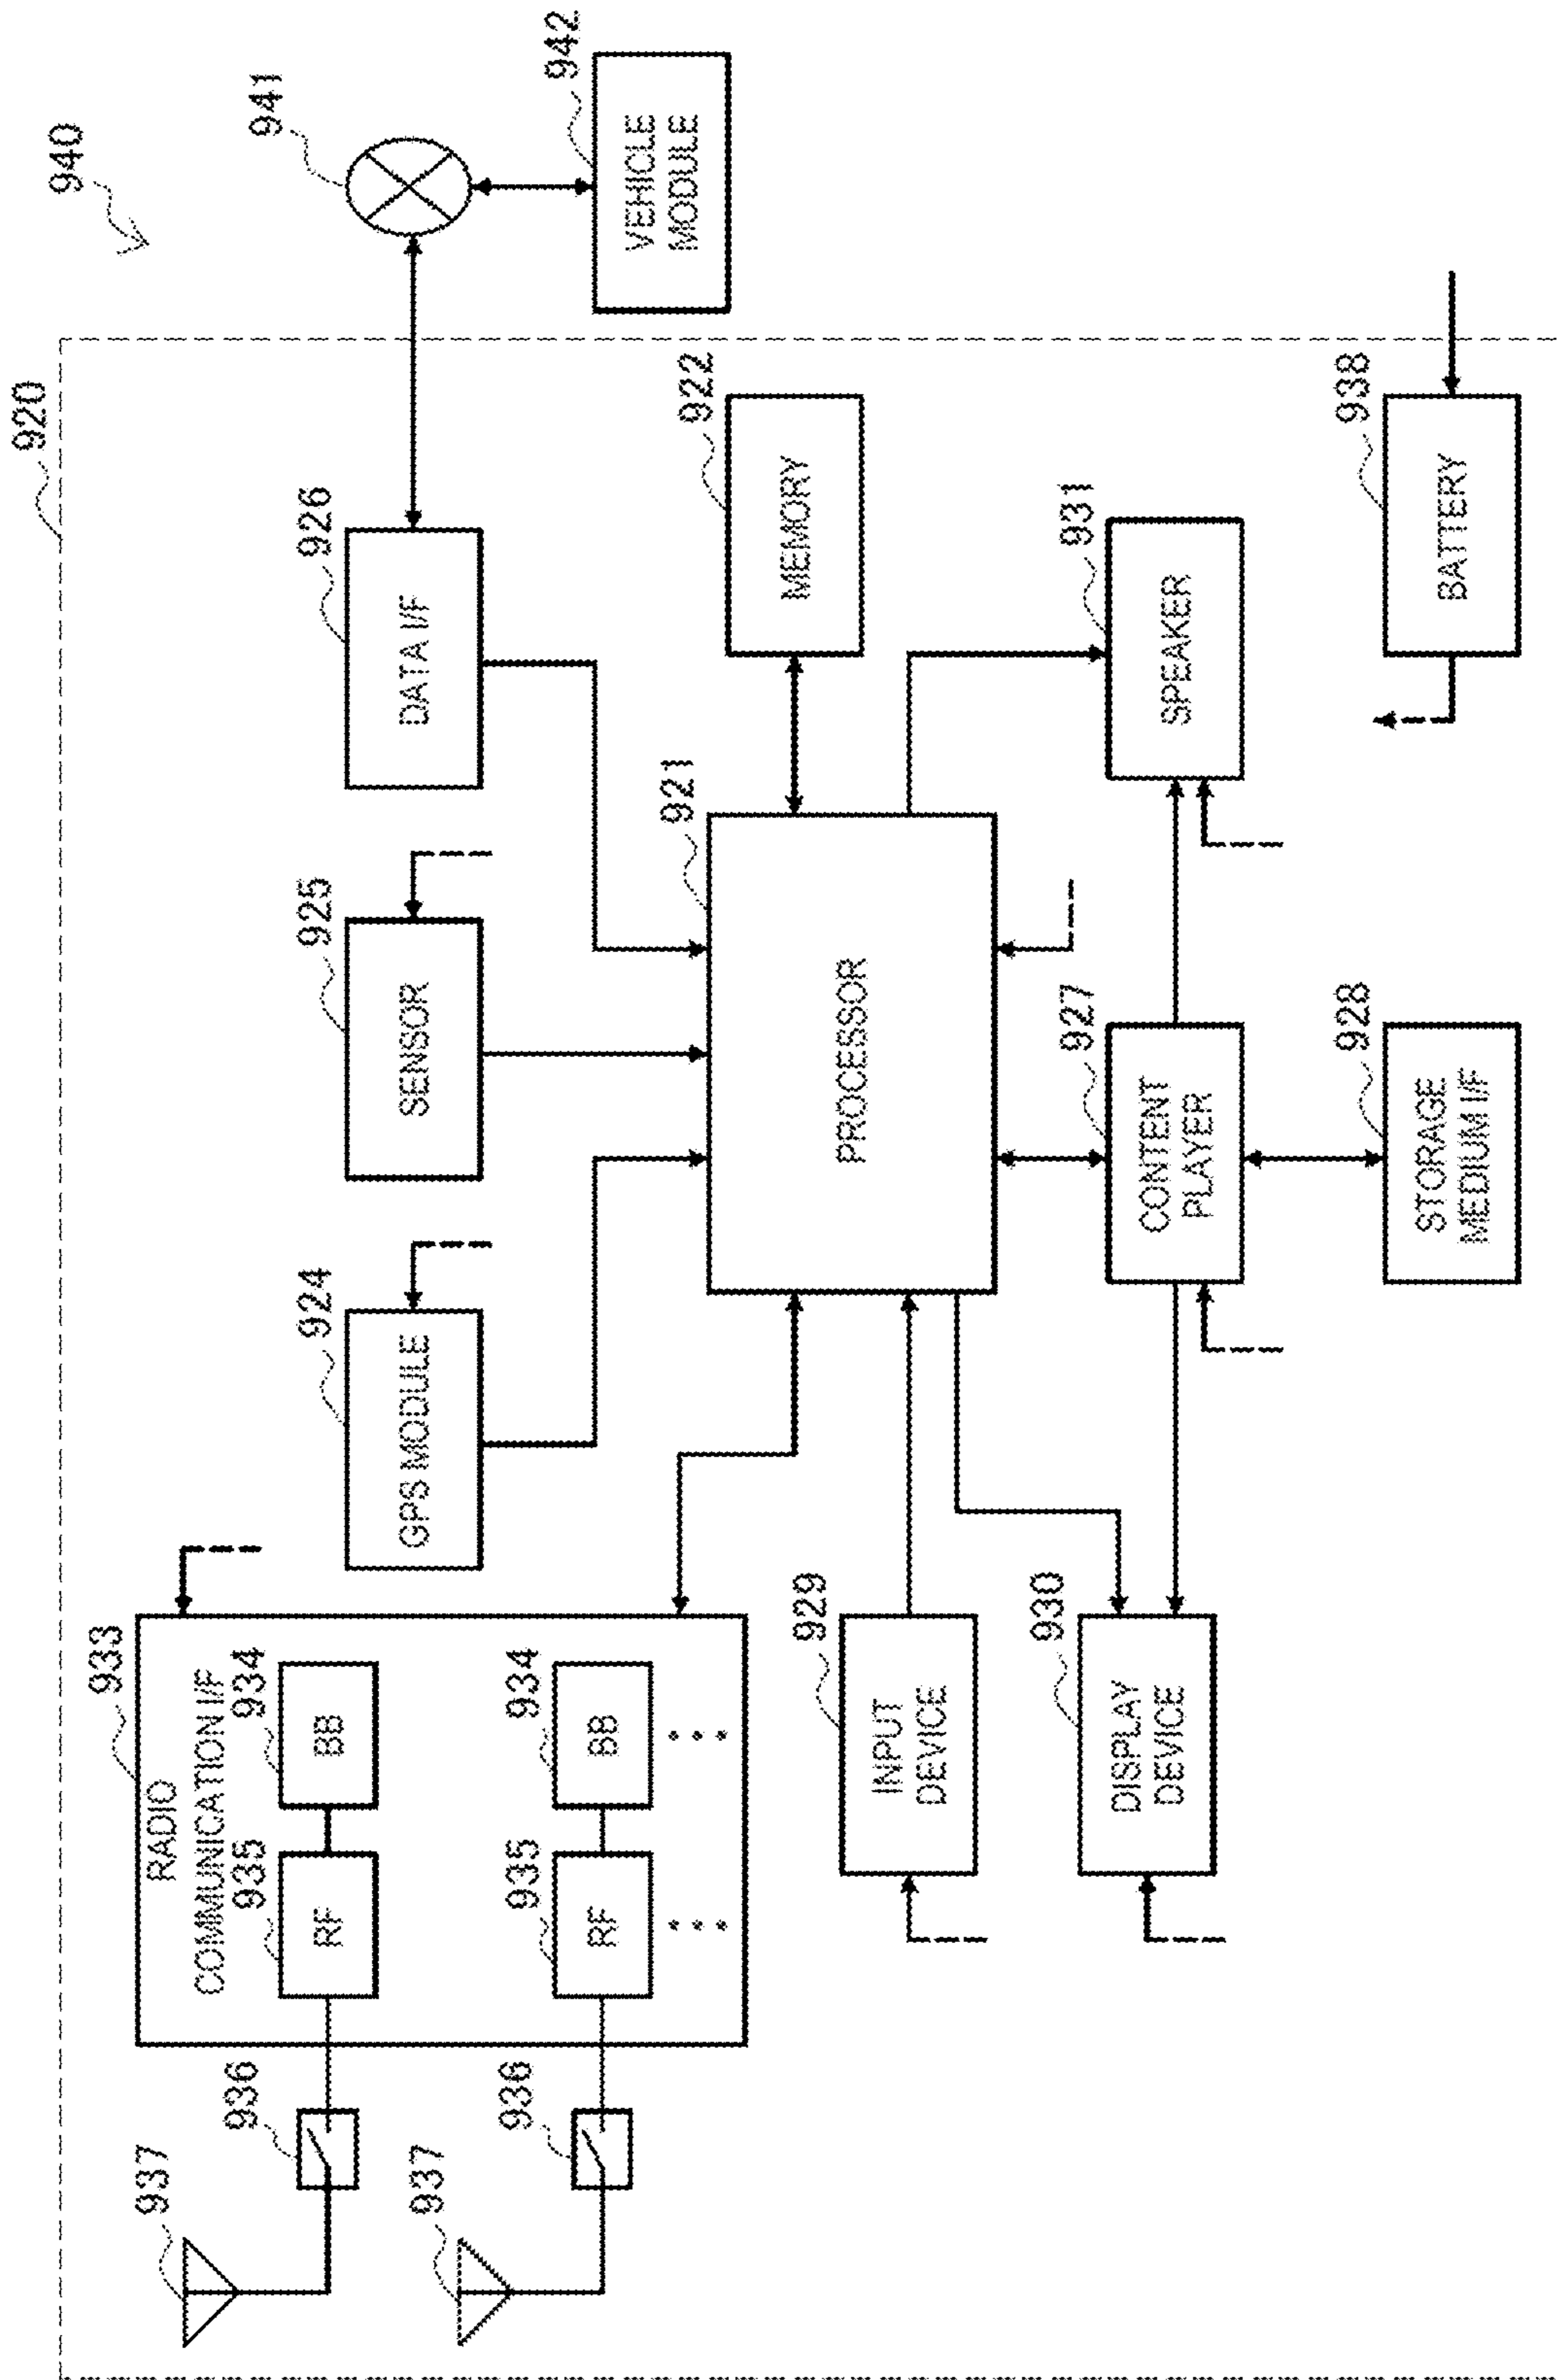 940
920
941
942
VEHICLE
MODULE
933
RADIO
COMMUNICATION I/F
937
936
935
934
RF
BB
937
936
935
934
RF
BB
924
GPS MODULE
925
SENSOR
926
DATA I/F
921
PROCESSOR
922
MEMORY
929
INPUT
DEVICE
930
DISPLAY
DEVICE
927
CONTENT
PLAYER
931
SPEAKER
928
STORAGE
MEDIUM I/F
938
BATTERY